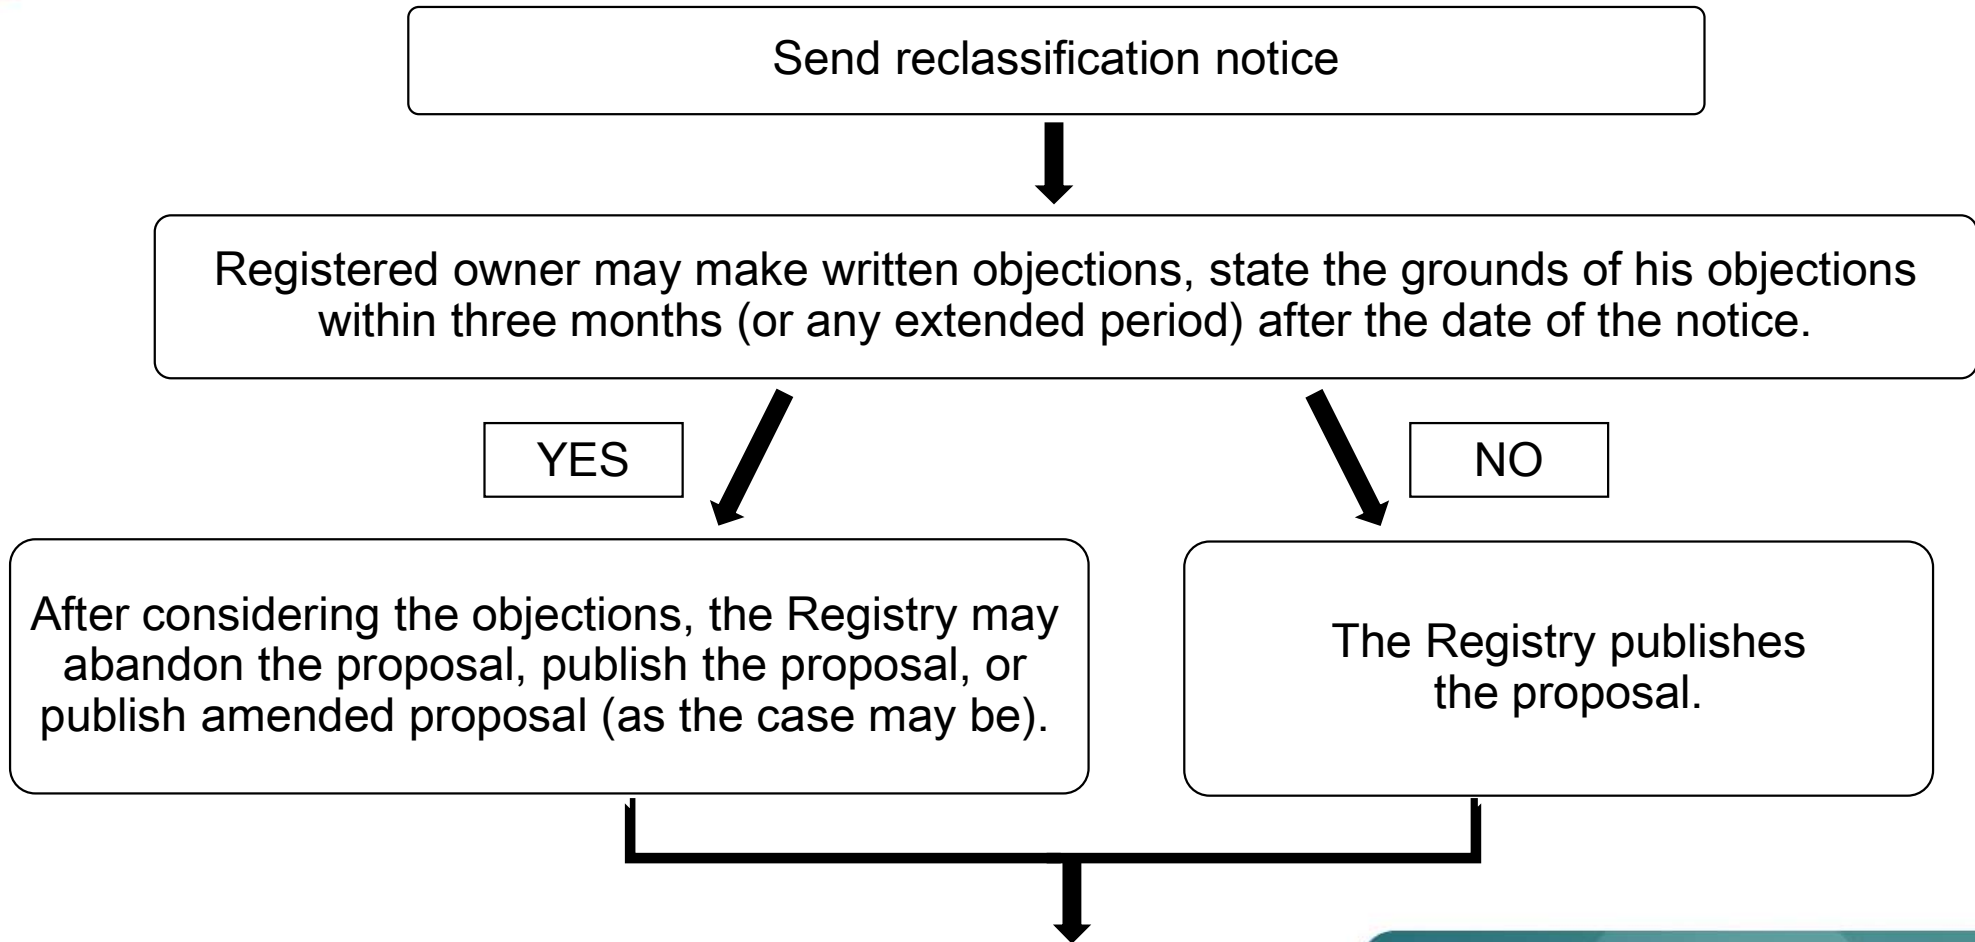 Send reclassification notice
Registered owner may make written objections, state the grounds of his objections
within three months (or any extended period) after the date of the notice.
YES
NO
After considering the objections, the Registry may
abandon the proposal, publish the proposal, or
publish amended proposal (as the case may be).
The Registry publishes
the proposal.